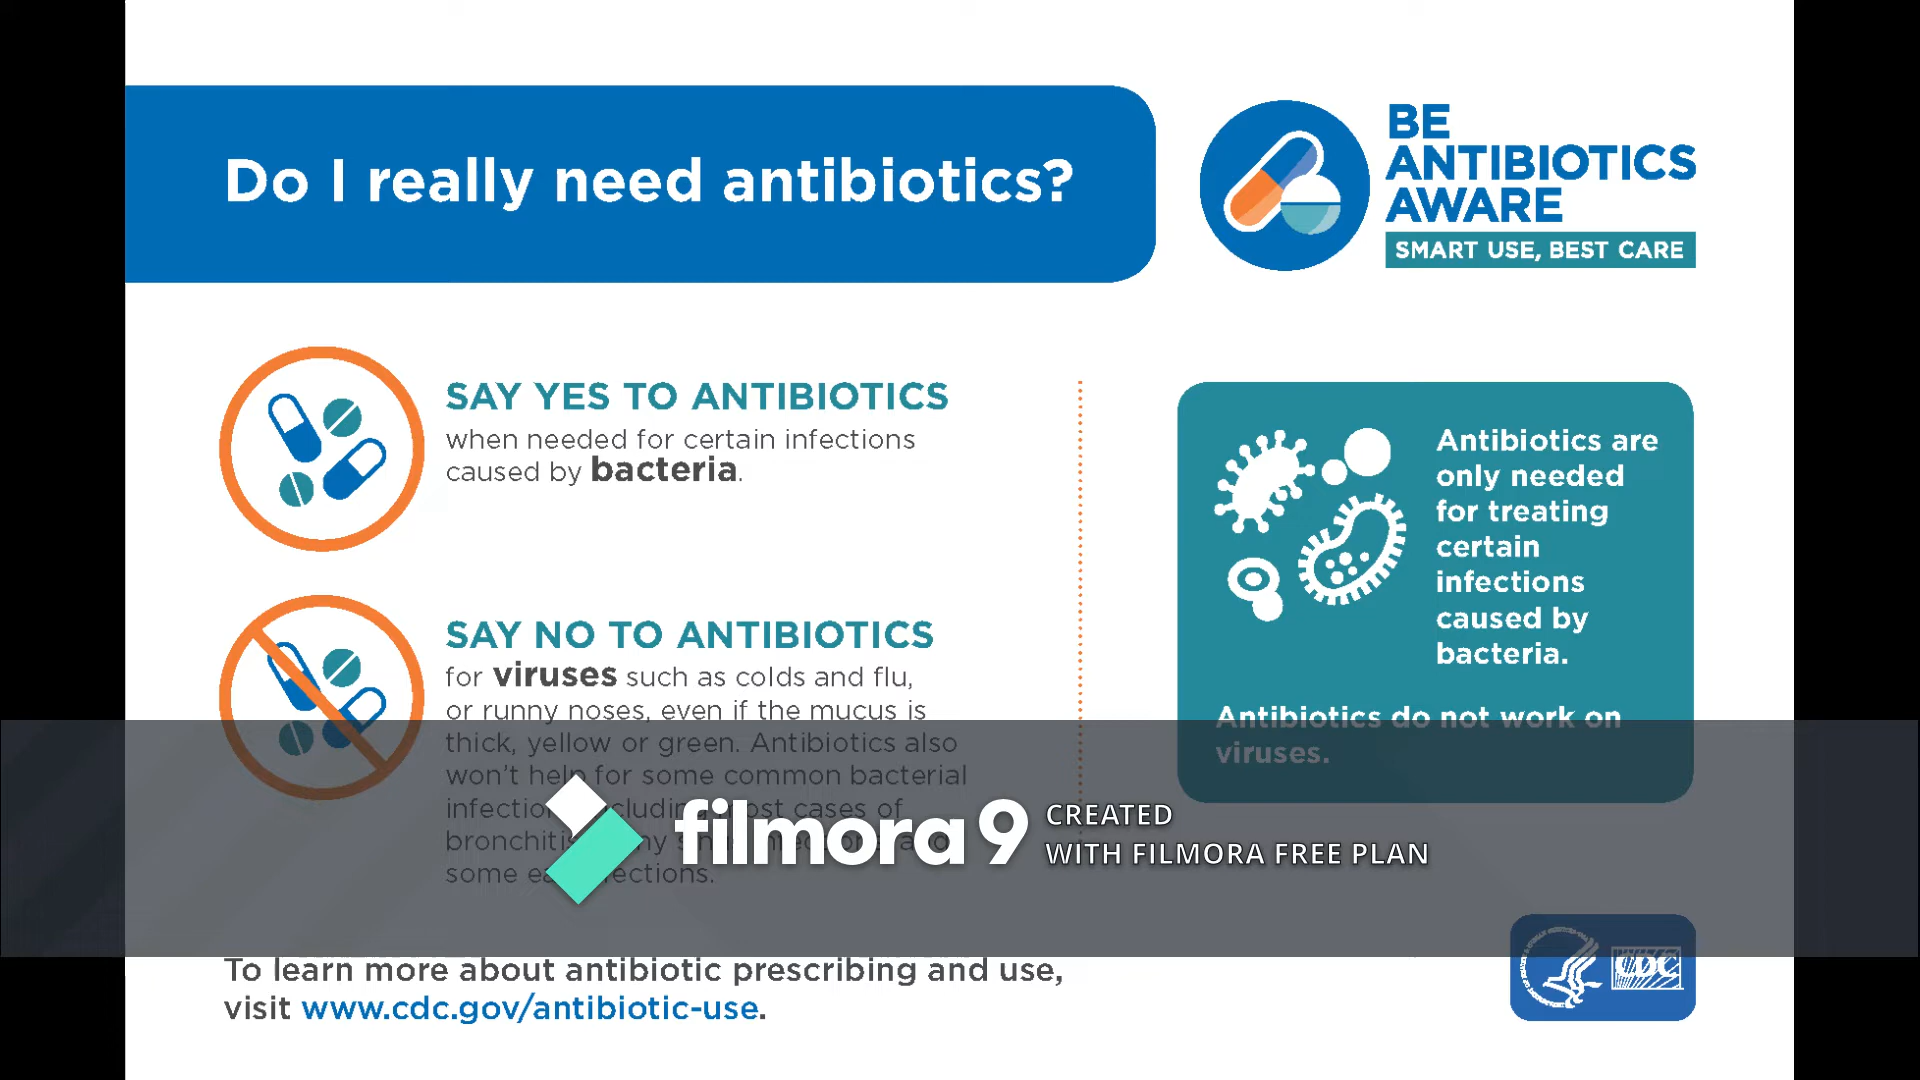 Do I really need antibiotics?
BE
ANTIBIOTICS
AWARE
SMART USE, BEST CARE
SAY YES TO ANTIBIOTICS
when needed for certain infections
caused by bacteria.
SAY NO TO ANTIBIOTICS
for viruses such as colds and flu,
or runny noses, even if the mucus is
thick, yellow or green. Antibiotics also
won't help for some common bacterial
cases of
some
Antibiotics are
only needed
for treating
certain
infections
caused by
bacteria.
Antibiotics do not work on
viruses.
filmora 9
CREATED
WITH FILMORA FREE PLAN
To learn more about antibiotic prescribing and use,
visit www.cdc.gov/antibiotic-use.
CDC